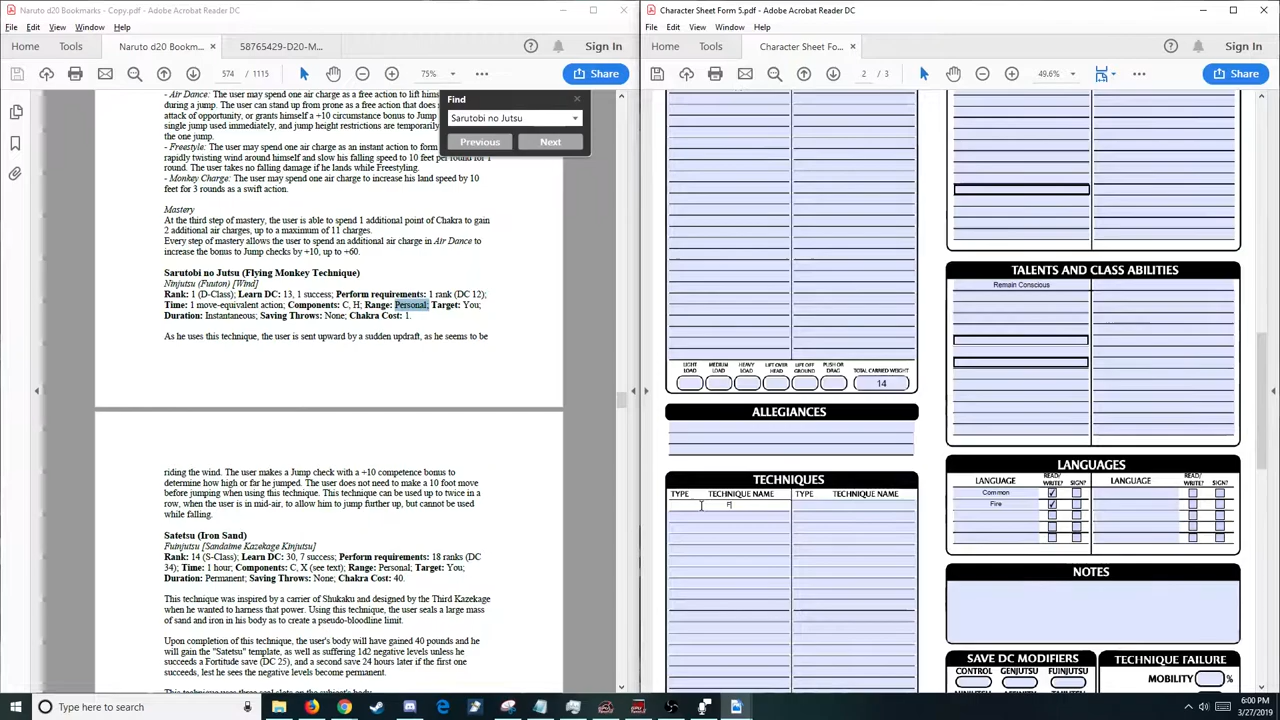 Naruto d20 Bookmarks - Copy.pdf - Adobe Acrobat Reader DC
File Edit View Window Help
Home Tools Naruto d20 Bookm... × 58765429-D20-M... Sign In
574 / 1115 75% Share
Find
Sarutobi no Jutsu
Previous Next
- Air Dance: The user may spend one air charge as a free action to lift hims
during a jump. The user can stand up from prone as a free action that does
attack of opportunity, or grants himself a +10 circumstance bonus to Jump
single jump used immediately, and jump height restrictions are temporarily
the one jump.
- Freestyle: The user may spend one air charge as an instant action to form
rapidly twisting wind around himself and slow his falling speed to 10 feet per round for 1
round. The user takes no falling damage if he lands while Freestyling.
- Monkey Charge: The user may spend one air charge to increase his land speed by 10
feet for 3 rounds as a swift action.
Mastery
At the third step of mastery, the user is able to spend 1 additional point of Chakra to gain
2 additional air charges, up to a maximum of 11 charges.
Every step of mastery allows the user to spend an additional air charge in Air Dance to
increase the bonus to Jump checks by +10, up to +60.
Sarutobi no Jutsu (Flying Monkey Technique)
Ninjutsu (Fuuton) [Wind]
Rank: 1 (D-Class); Learn DC: 13, 1 success; Perform requirements: 1 rank (DC 12);
Time: 1 move-equivalent action; Components: C, H; Range: Personal; Target: You;
Duration: Instantaneous; Saving Throws: None; Chakra Cost: 1.
As he uses this technique, the user is sent upward by a sudden updraft, as he seems to be
riding the wind. The user makes a Jump check with a +10 competence bonus to
determine how high or far he jumped. The user does not need to make a 10 foot move
before jumping when using this technique. This technique can be used up to twice in a
row, when the user is in mid-air, to allow him to jump further up, but cannot be used
while falling.
Satetsu (Iron Sand)
Fuinjutsu [Sandaime Kazekage Kinjutsu]
Rank: 14 (S-Class); Learn DC: 30, 7 success; Perform requirements: 18 ranks (DC
34); Time: 1 hour; Components: C, X (see text); Range: Personal; Target: You;
Duration: Permanent; Saving Throws: None; Chakra Cost: 40.
This technique was inspired by a carrier of Shukaku and designed by the Third Kazekage
when he wanted to harness that power. Using this technique, the user seals a large mass
of sand and iron in his body as to create a pseudo-bloodline limit.
Upon completion of this technique, the user's body will have gained 40 pounds and he
will gain the "Satetsu" template, as well as suffering 1d2 negative levels unless he
succeeds a Fortitude save (DC 25), and a second save 24 hours later if the first one
succeeds, lest he sees the negative levels become permanent.
This technique uses three seal slots on the subject's body.
Character Sheet Form 5.pdf - Adobe Acrobat Reader DC
File Edit View Window Help
Home Tools Character Sheet Fo... × Sign In
2 / 3 49.6% Share
LIGHT LOAD MEDIUM LOAD HEAVY LOAD LIFT OVER HEAD LIFT OFF GROUND PUSH OR DRAG TOTAL CARRIED WEIGHT
14
ALLEGIANCES
TECHNIQUES
TYPE TECHNIQUE NAME TYPE TECHNIQUE NAME
F
TALENTS AND CLASS ABILITIES
Remain Conscious
LANGUAGES
LANGUAGE READ/WRITE? SIGN? LANGUAGE READ/WRITE? SIGN?
Common
Fire
NOTES
SAVE DC MODIFIERS
CONTROL GENJUTSU FUINJUTSU
TECHNIQUE FAILURE
MOBILITY %
Type here to search
6:00 PM
3/27/2019